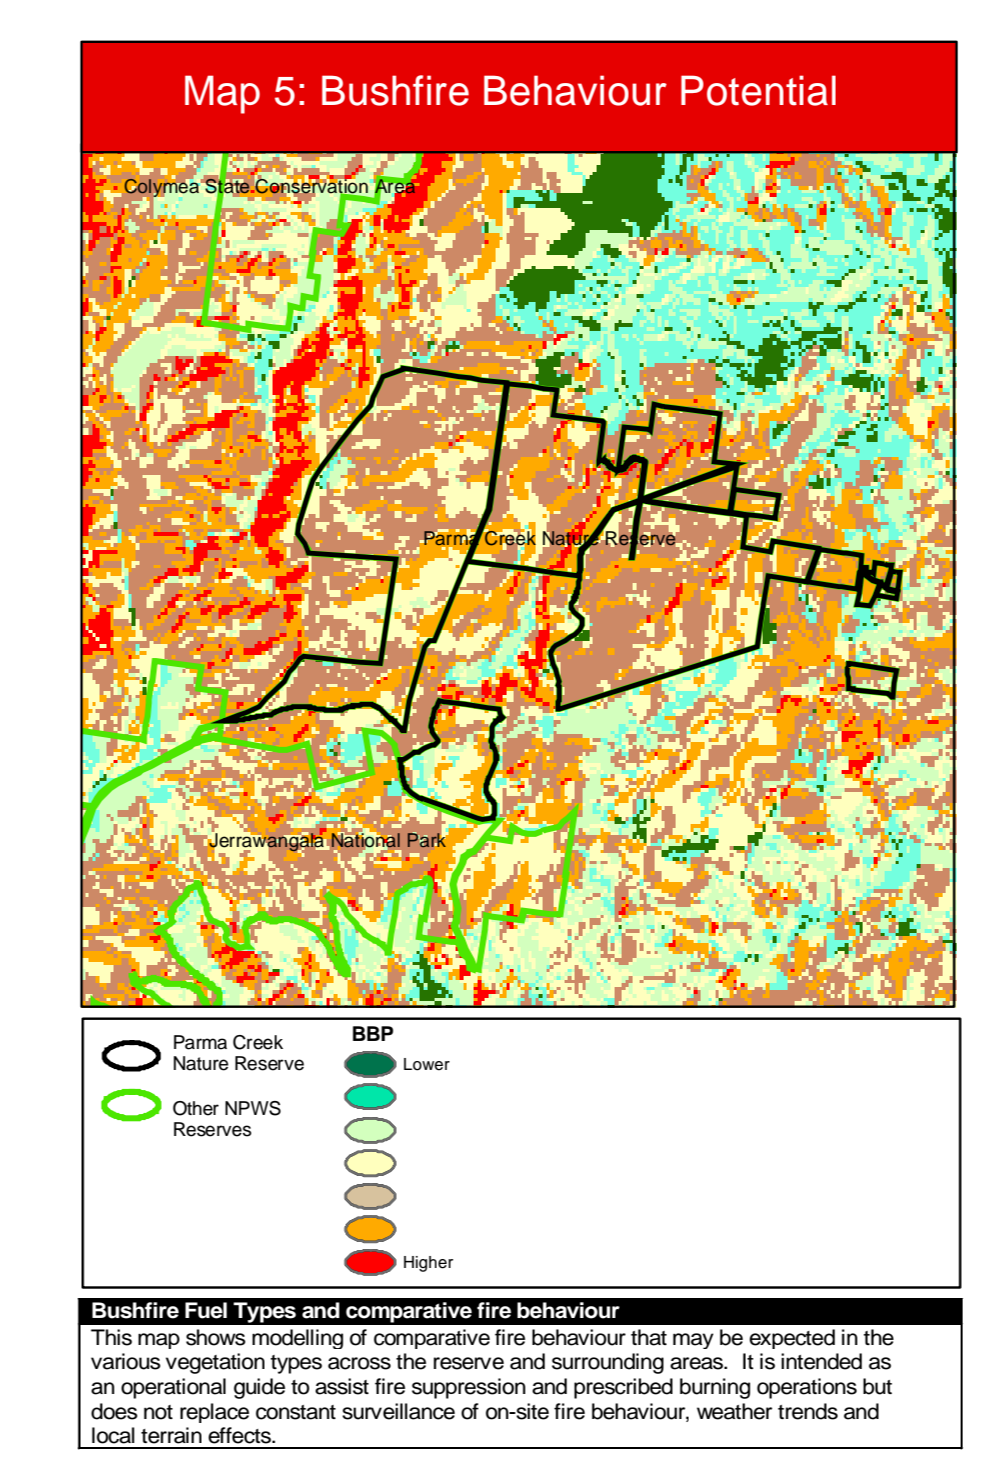 Map 5: Bushfire Behaviour Potential
Colymea State Conservation Area
Parma Creek Nature Reserve
Jerrawangala National Park
Parma Creek
Nature Reserve
Other NPWS
Reserves
BBP
Lower
Higher
Bushfire Fuel Types and comparative fire behaviour
This map shows modelling of comparative fire behaviour that may be expected in the
various vegetation types across the reserve and surrounding areas.  It is intended as
an operational guide to assist fire suppression and prescribed burning operations but
does not replace constant surveillance of on-site fire behaviour, weather trends and
local terrain effects.